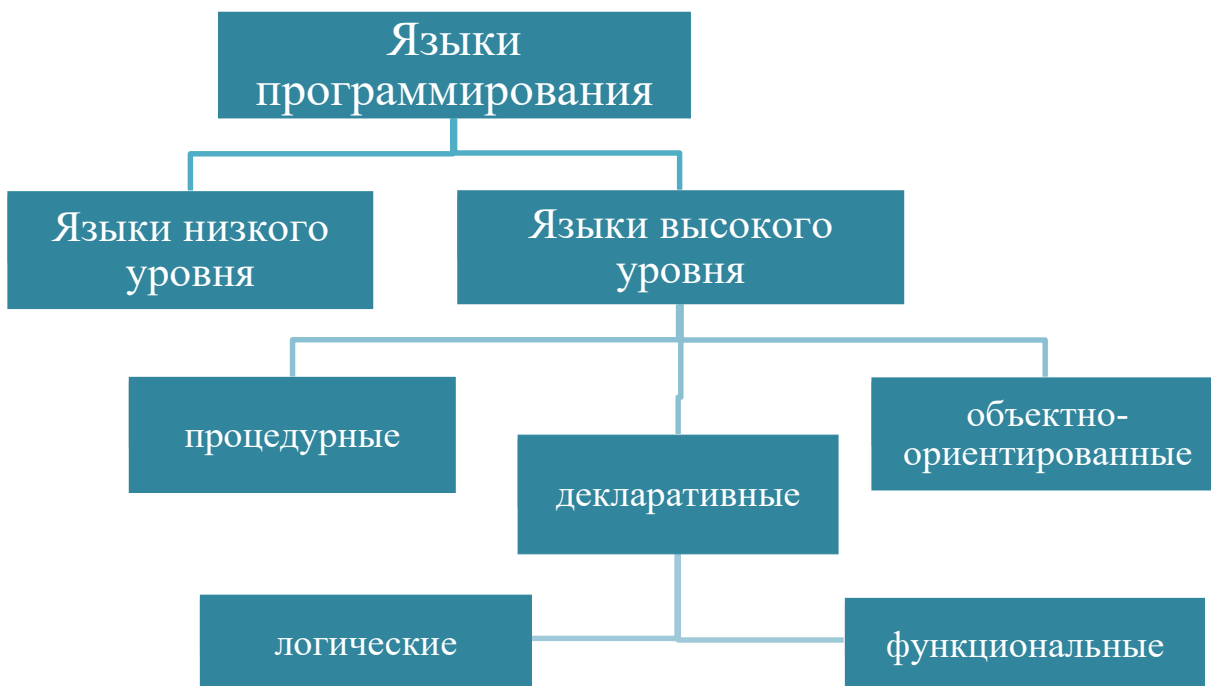 Языки
программирования
Языки низкого
уровня
Языки высокого
уровня
процедурные
декларативные
объектно-
ориентированные
логические
функциональные